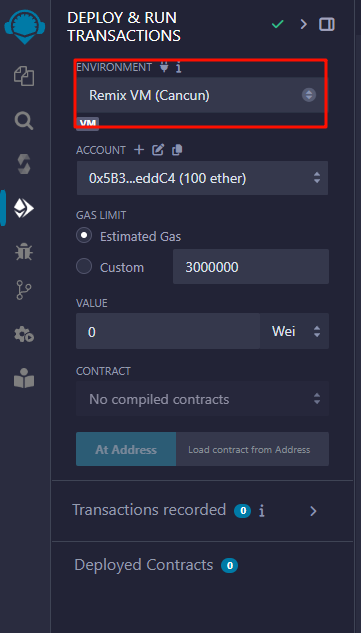 DEPLOY & RUN
TRANSACTIONS
ENVIRONMENT
Remix VM (Cancun)
VM
ACCOUNT
0x5B3...eddC4 (100 ether)
GAS LIMIT
Estimated Gas
Custom 3000000
VALUE
0 Wei
CONTRACT
No compiled contracts
At Address Load contract from Address
Transactions recorded 0 i
Deployed Contracts 0